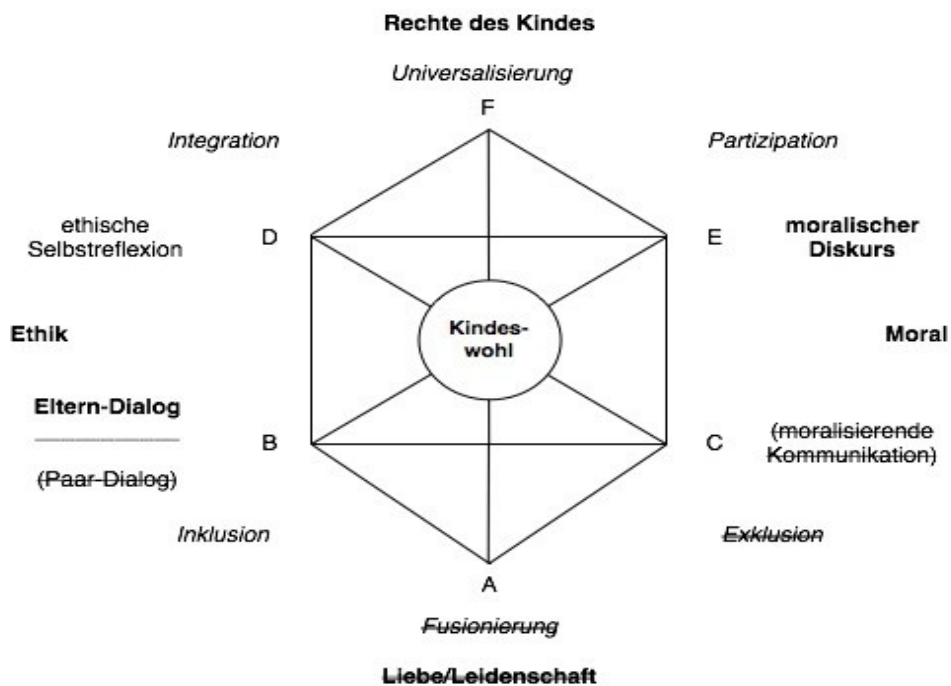 Rechte des Kindes
Universalisierung
F
Integration
Partizipation
ethische
Selbstreflexion
D
E
moralischer
Diskurs
Kindes-
wohl
Ethik
Moral
Eltern-Dialog
(Paar-Dialog)
B
C
(moralisierende
Kommunikation)
Inklusion
Exklusion
A
Fusionierung
Liebe/Leidenschaft